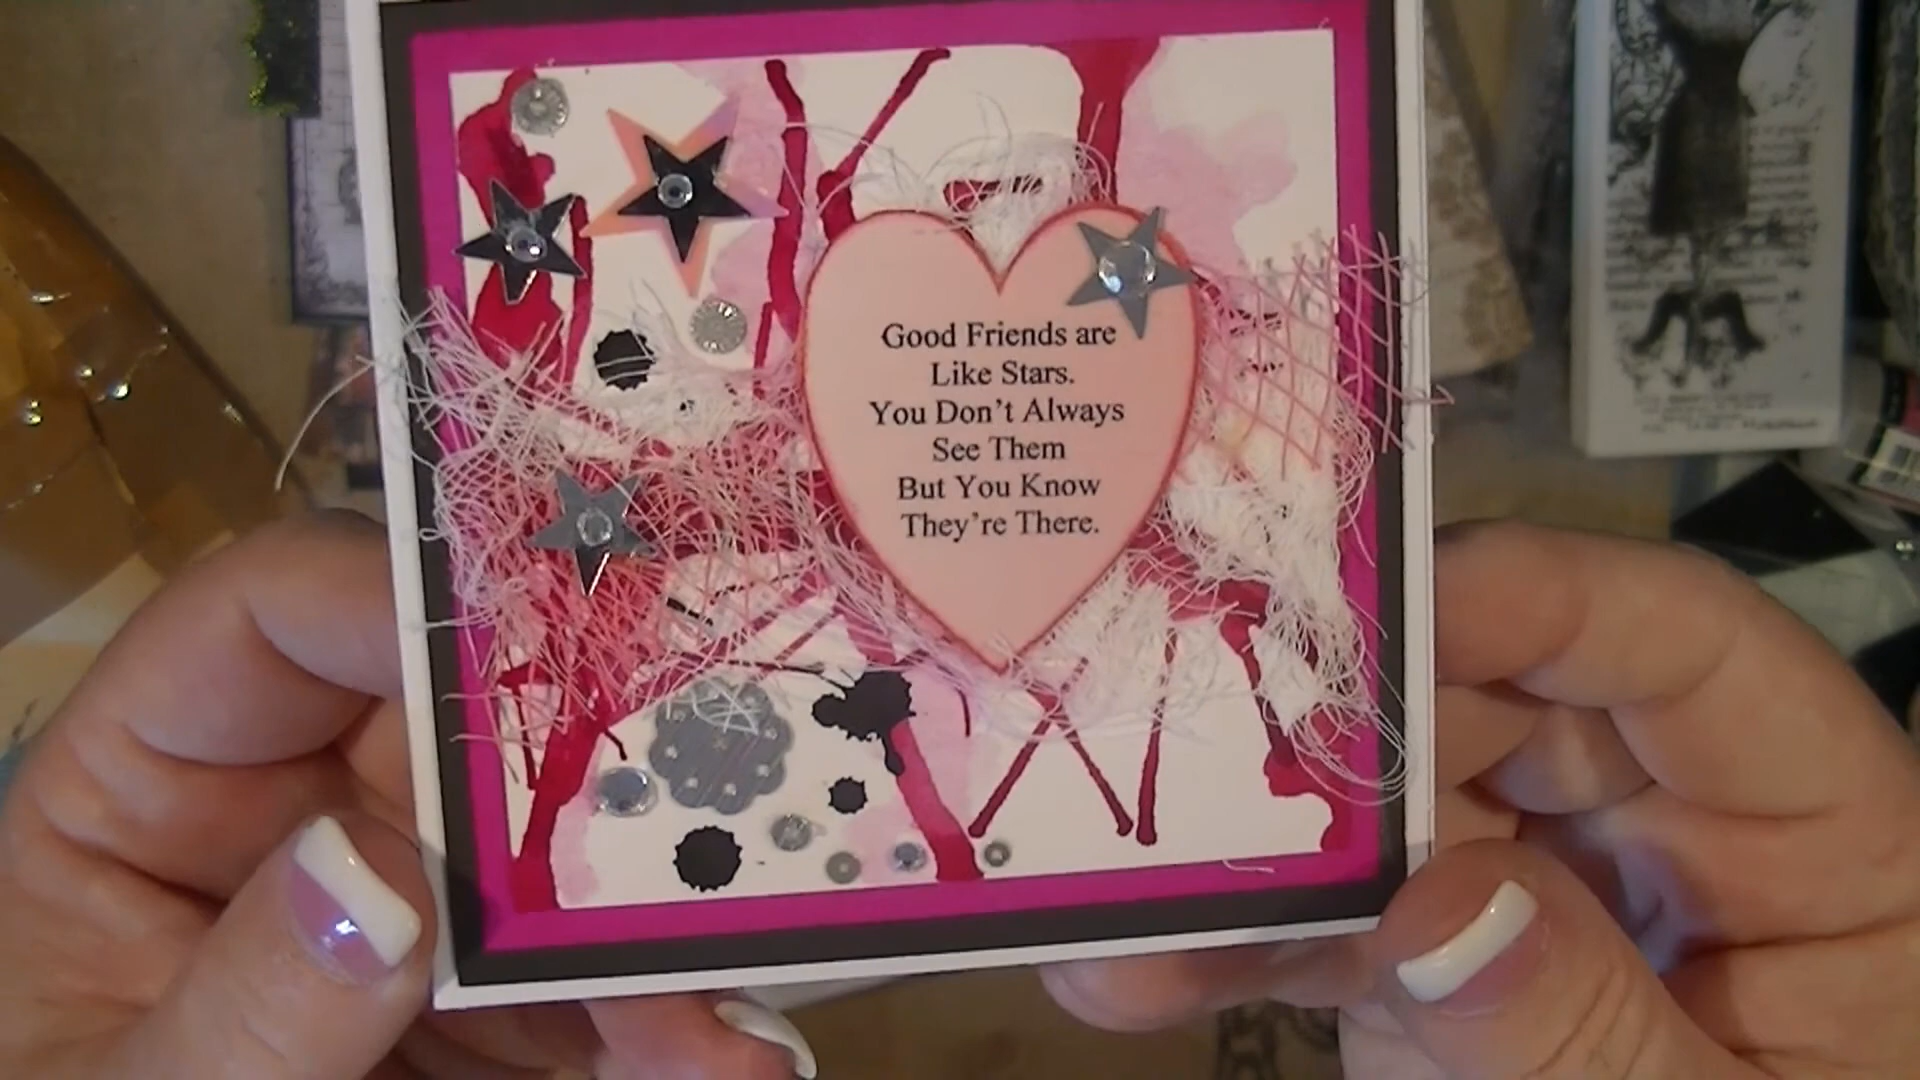 Good Friends are
Like Stars.
You Don't Always
See Them
But You Know
They're There.